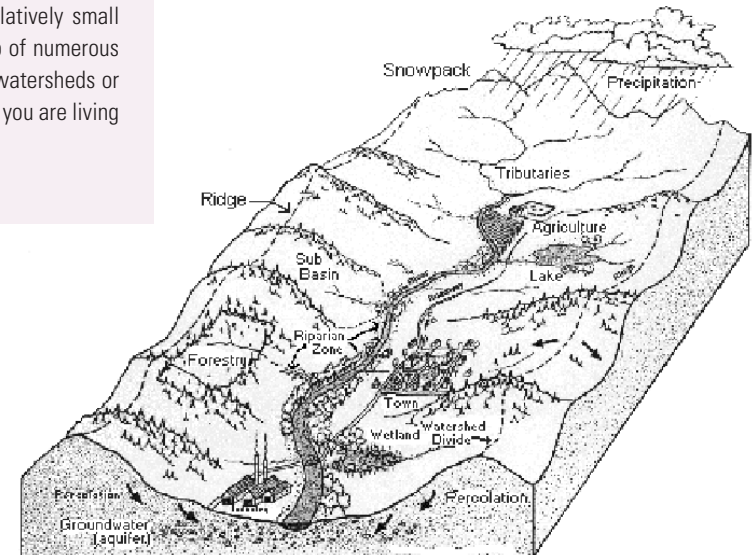 latively small
o of numerous
watersheds or
you are living
Snowpack
Precipitation
Tributaries
Ridge
Agriculture
Sub
Basin
Lake
Riparian
Zone
Forestry
Town
Wetland
Watershed
Divide
Percolation
Percolation
Groundwater
(aquifer)